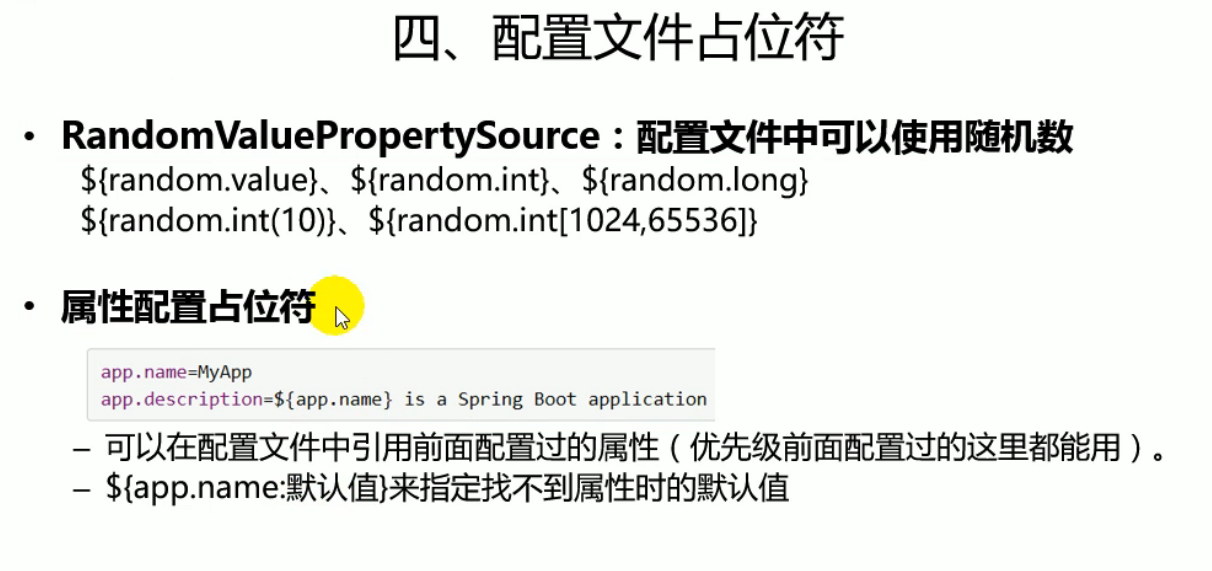 四、配置文件占位符
• RandomValuePropertySource：配置文件中可以使用随机数
${random.value}、${random.int}、${random.long}
${random.int(10)}、${random.int[1024,65536]}
• 属性配置占位符
app.name=MyApp
app.description=${app.name} is a Spring Boot application
– 可以在配置文件中引用前面配置过的属性（优先级前面配置过的这里都能用）。
– ${app.name:默认值}来指定找不到属性时的默认值